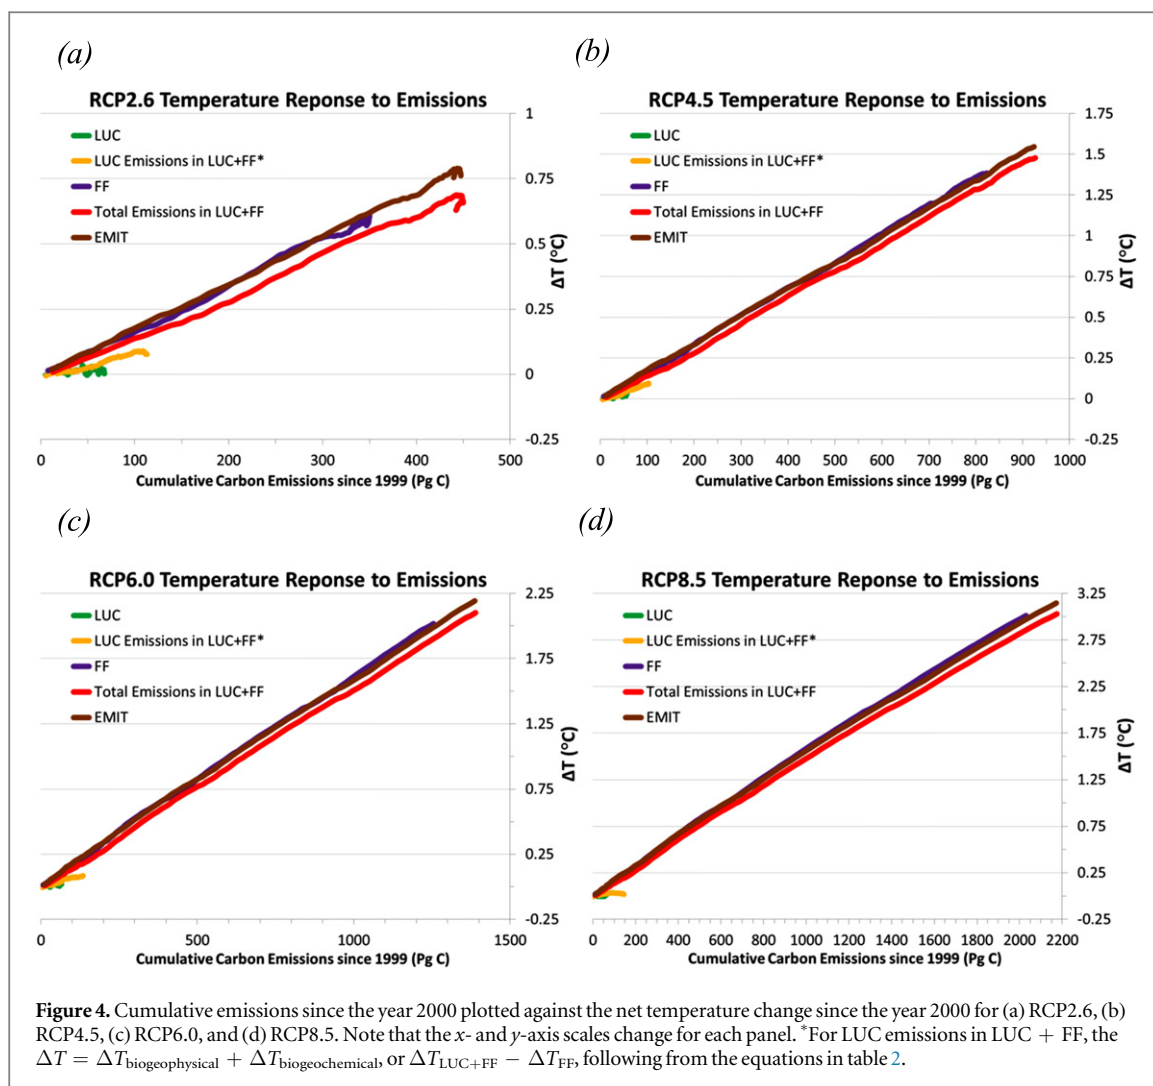 (a)
RCP2.6 Temperature Reponse to Emissions
LUC
LUC Emissions in LUC+FF*
FF
Total Emissions in LUC+FF
EMIT
1
0.75
0.5
0.25
0
-0.25
ΔT (°C)
0 100 200 300 400 500
Cumulative Carbon Emissions since 1999 (Pg C)
(b)
RCP4.5 Temperature Reponse to Emissions
LUC
LUC Emissions in LUC+FF*
FF
Total Emissions in LUC+FF
EMIT
1.75
1.5
1.25
1
0.75
0.5
0.25
0
-0.25
ΔT (°C)
0 100 200 300 400 500 600 700 800 900 1000
Cumulative Carbon Emissions since 1999 (Pg C)
(c)
RCP6.0 Temperature Reponse to Emissions
LUC
LUC Emissions in LUC+FF*
FF
Total Emissions in LUC+FF
EMIT
2.25
1.75
1.25
0.75
0.25
-0.25
ΔT (°C)
0 500 1000 1500
Cumulative Carbon Emissions since 1999 (Pg C)
(d)
RCP8.5 Temperature Reponse to Emissions
LUC
LUC Emissions in LUC+FF*
FF
Total Emissions in LUC+FF
EMIT
3.25
2.75
2.25
1.75
1.25
0.75
0.25
-0.25
ΔT (°C)
0 200 400 600 800 1000 1200 1400 1600 1800 2000 2200
Cumulative Carbon Emissions since 1999 (Pg C)
Figure 4. Cumulative emissions since the year 2000 plotted against the net temperature change since the year 2000 for (a) RCP2.6, (b)
RCP4.5, (c) RCP6.0, and (d) RCP8.5. Note that the x- and y-axis scales change for each panel. *For LUC emissions in LUC + FF, the
ΔT = ΔTbiogeophysical + ΔTbiogeochemical, or ΔTLUC+FF − ΔTFF, following from the equations in table 2.